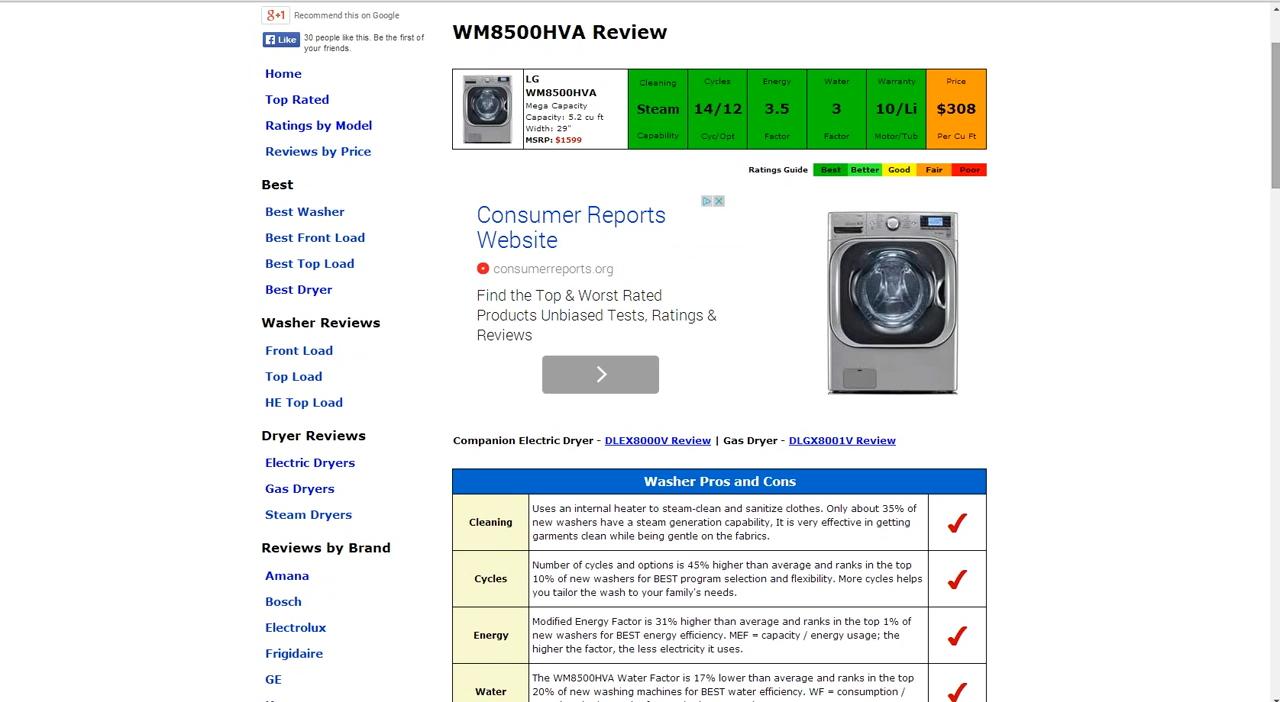 g+1 Recommend this on Google
Like 30 people like this. Be the first of
your friends.
Home
Top Rated
Ratings by Model
Reviews by Price
Best
Best Washer
Best Front Load
Best Top Load
Best Dryer
Washer Reviews
Front Load
Top Load
HE Top Load
Dryer Reviews
Electric Dryers
Gas Dryers
Steam Dryers
Reviews by Brand
Amana
Bosch
Electrolux
Frigidaire
GE
WM8500HVA Review
LG
WM8500HVA
Mega Capacity
Capacity: 5.2 cu ft
Width: 29"
MSRP: $1599
Cleaning
Steam
Capability
Cycles
14/12
Cyc/Opt
Energy
3.5
Factor
Water
3
Factor
Warranty
10/Li
Motor/Tub
Price
$308
Per Cu Ft
Ratings Guide Best Better Good Fair Poor
Consumer Reports
Website
consumerreports.org
Find the Top & Worst Rated
Products Unbiased Tests, Ratings &
Reviews
Companion Electric Dryer - DLEX8000V Review | Gas Dryer - DLGX8001V Review
Washer Pros and Cons
Cleaning
Uses an internal heater to steam-clean and sanitize clothes. Only about 35% of
new washers have a steam generation capability, It is very effective in getting
garments clean while being gentle on the fabrics.
Cycles
Number of cycles and options is 45% higher than average and ranks in the top
10% of new washers for BEST program selection and flexibility. More cycles helps
you tailor the wash to your family's needs.
Energy
Modified Energy Factor is 31% higher than average and ranks in the top 1% of
new washers for BEST energy efficiency. MEF = capacity / energy usage; the
higher the factor, the less electricity it uses.
Water
The WM8500HVA Water Factor is 17% lower than average and ranks in the top
20% of new washing machines for BEST water efficiency. WF = consumption /